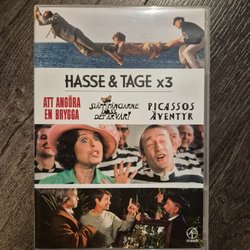 HASSE & TAGE x3
ATT ANGÖRA
EN BRYGGA
SLÄPP FÅNGARNE
LOSS
DET ÄR VÅR!
PICASSOS
ÄVENTYR